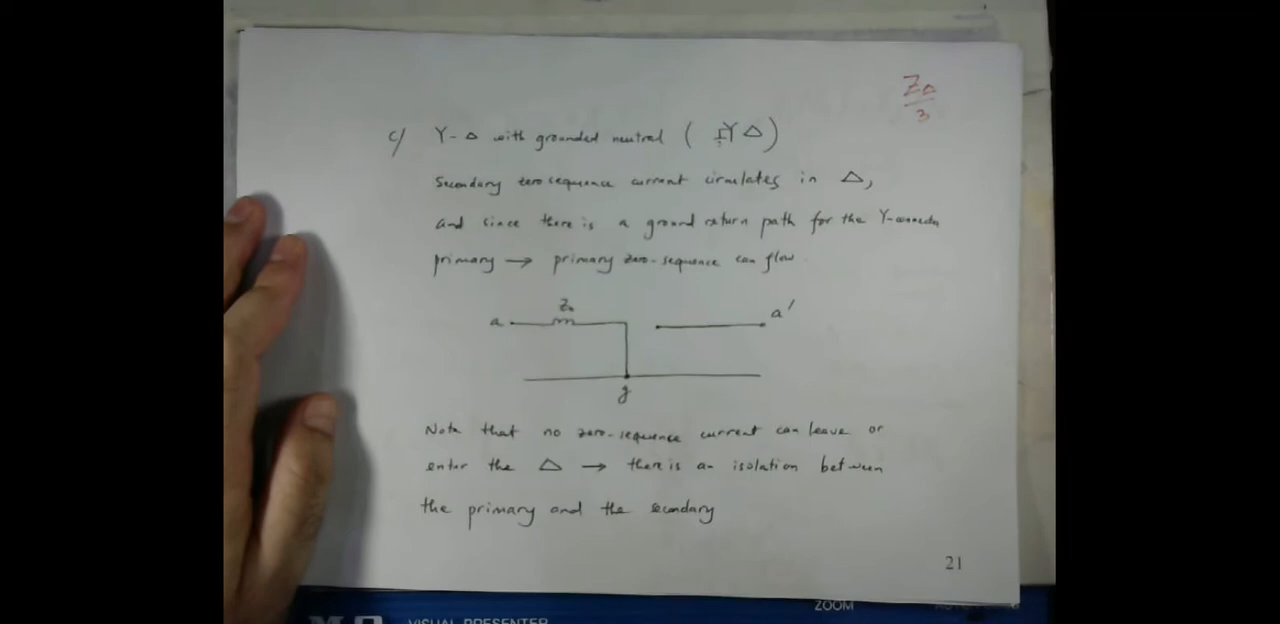 Z₀
3
c/ Y-Δ with grounded neutral ( Y Δ )
Secondary zero sequence current circulates in Δ,
and since there is a ground return path for the Y-connected
primary → primary zero-sequence can flow
Z₀
a a'
g
Note that no zero-sequence current can leave or
enter the Δ → there is an isolation between
the primary and the secondary
21
ZOOM
VISUAL PRESENTER